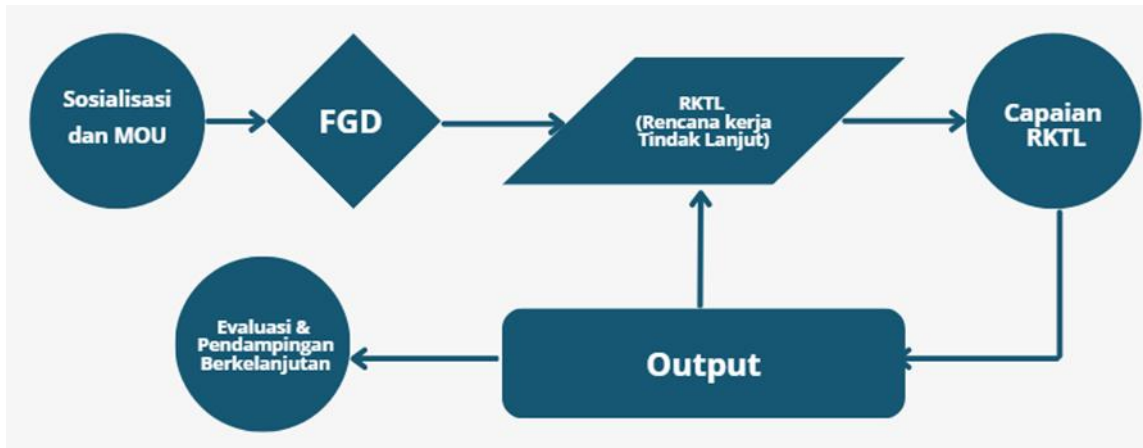 Sosialisasi
dan MOU
FGD
RKTL
(Rencana kerja
Tindak Lanjut)
Capaian
RKTL
Evaluasi &
Pendampingan
Berkelanjutan
Output